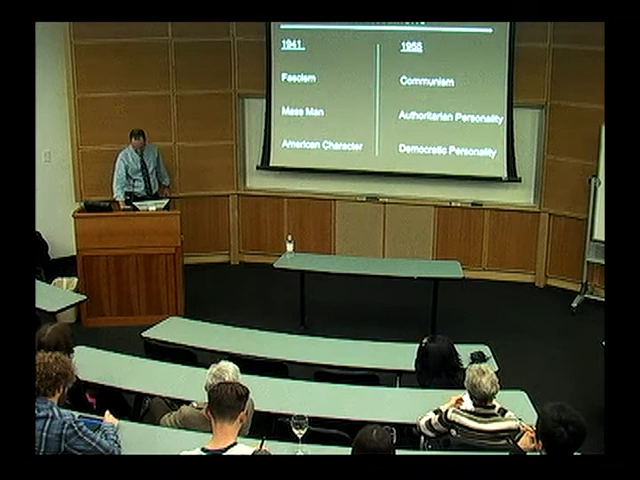 1941
1955
Fascism
Communism
Mass Man
Authoritarian Personality
American Character
Democratic Personality